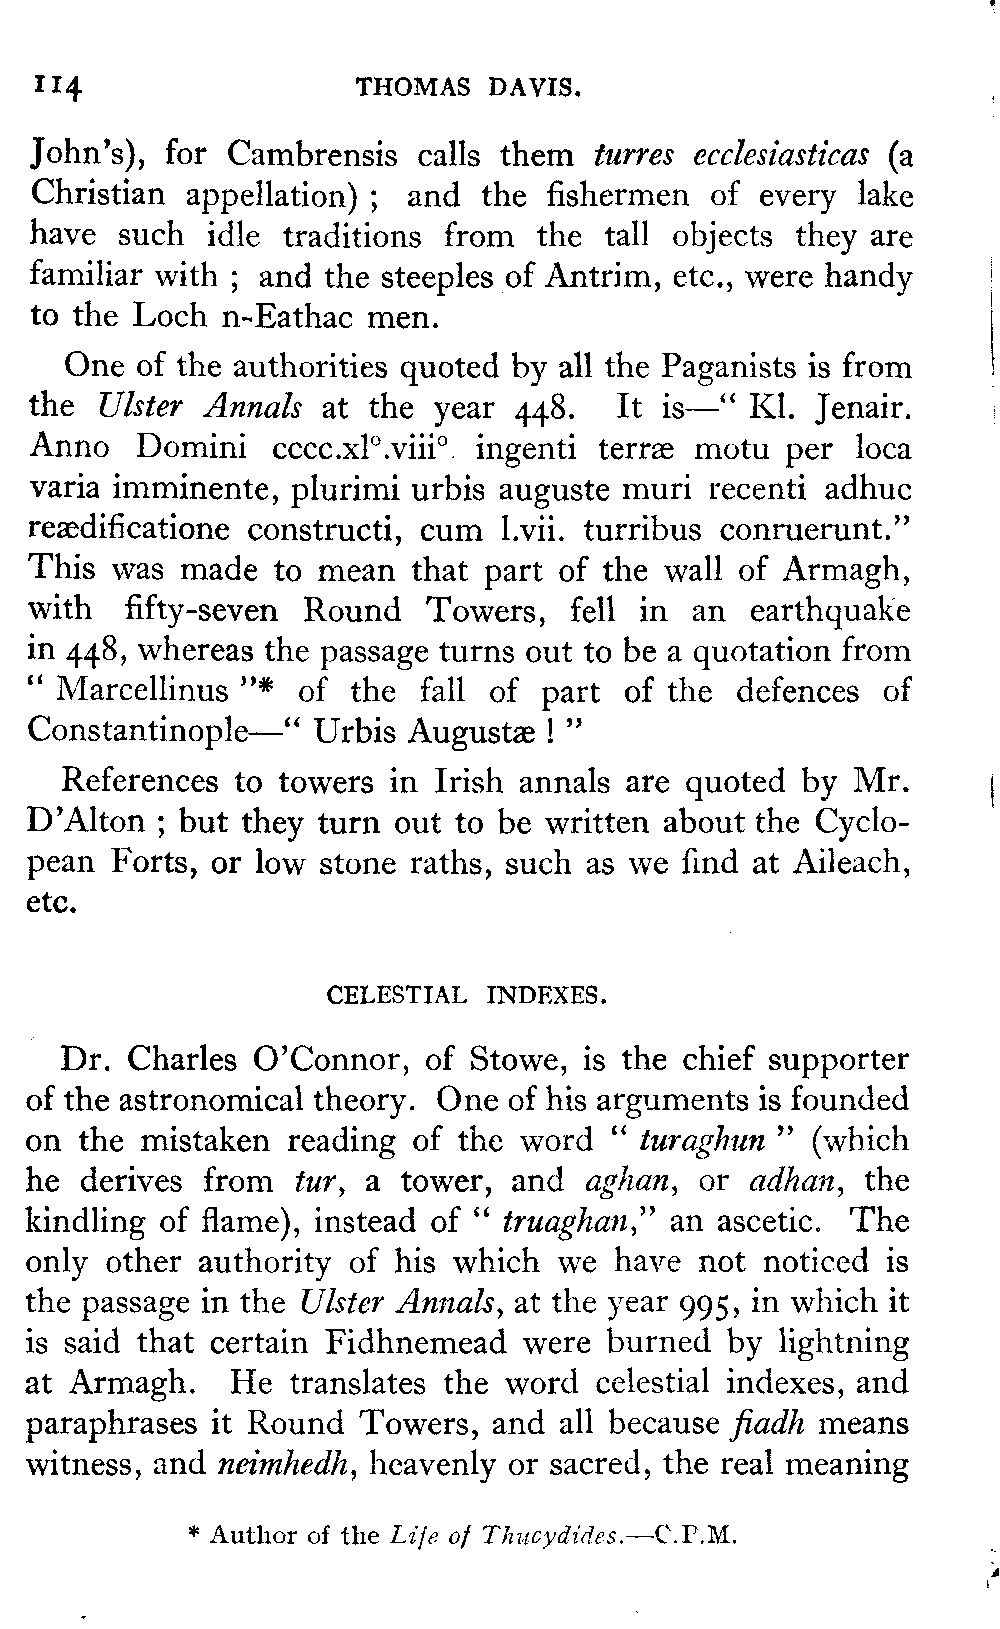 114 THOMAS DAVIS.
John's), for Cambrensis calls them turres ecclesiasticas (a
Christian appellation) ; and the fishermen of every lake
have such idle traditions from the tall objects they are
familiar with ; and the steeples of Antrim, etc., were handy
to the Loch n-Eathac men.
One of the authorities quoted by all the Paganists is from
the Ulster Annals at the year 448. It is—“ Kl. Jenair.
Anno Domini cccc.xlº.viiiº. ingenti terræ motu per loca
varia imminente, plurimi urbis auguste muri recenti adhuc
reædificatione constructi, cum l.vii. turribus conruerunt.”
This was made to mean that part of the wall of Armagh,
with fifty-seven Round Towers, fell in an earthquake
in 448, whereas the passage turns out to be a quotation from
“ Marcellinus ”* of the fall of part of the defences of
Constantinople—“ Urbis Augustæ ! ”
References to towers in Irish annals are quoted by Mr.
D'Alton ; but they turn out to be written about the Cyclo-
pean Forts, or low stone raths, such as we find at Aileach,
etc.
CELESTIAL INDEXES.
Dr. Charles O'Connor, of Stowe, is the chief supporter
of the astronomical theory. One of his arguments is founded
on the mistaken reading of the word “ turaghun ” (which
he derives from tur, a tower, and aghan, or adhan, the
kindling of flame), instead of “ truaghan,” an ascetic. The
only other authority of his which we have not noticed is
the passage in the Ulster Annals, at the year 995, in which it
is said that certain Fidhnemead were burned by lightning
at Armagh. He translates the word celestial indexes, and
paraphrases it Round Towers, and all because fiadh means
witness, and neimhedh, heavenly or sacred, the real meaning
* Author of the Life of Thucydides.—C.P.M.